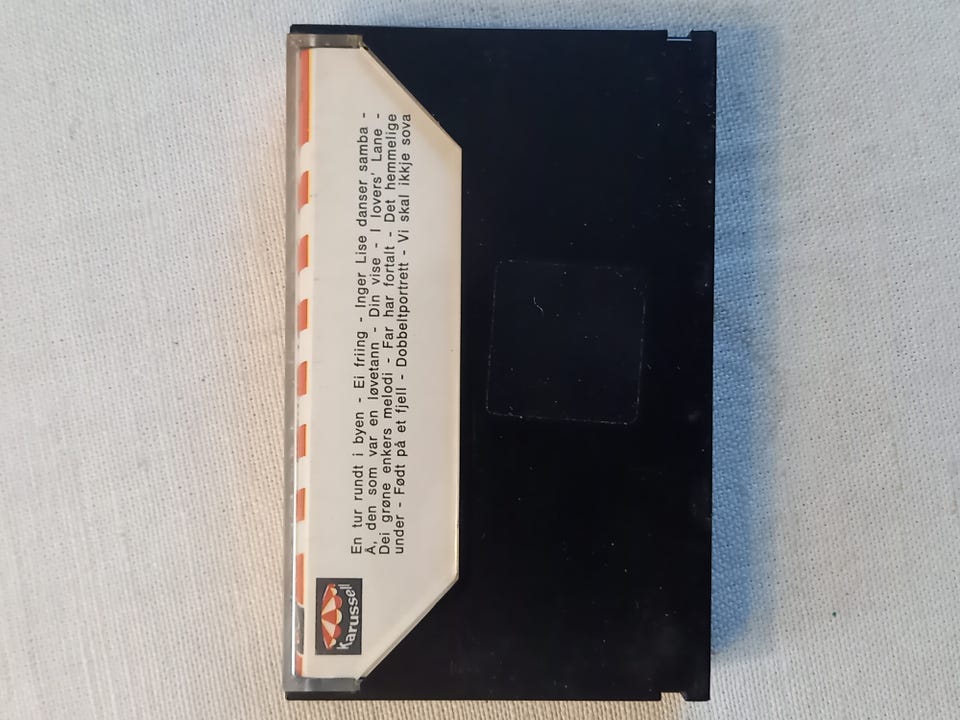 En tur rundt i byen - Ei friing - Inger Lise danser samba -
Å, den som var en løvetann - Din vise - I lovers' Lane -
Dei grøne enkers melodi - Far har fortalt - Det hemmelige
under - Født på et fjell - Dobbeltportrett - Vi skal ikkje sova
Karussell